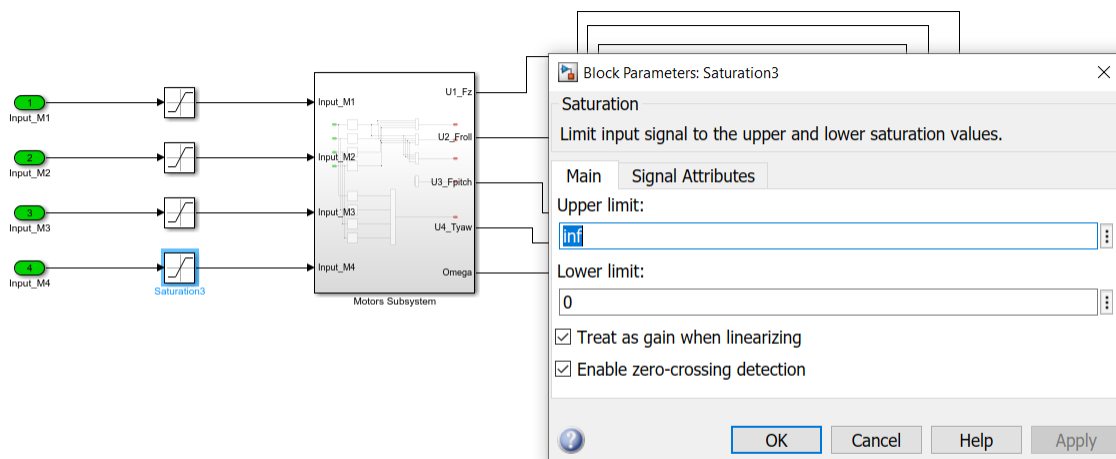 1
Input_M1
2
Input_M2
3
Input_M3
4
Input_M4
Saturation3
Input_M1
Input_M2
Input_M3
Input_M4
U1_Fz
U2_Froll
U3_Fpitch
U4_Tyaw
Omega
Motors Subsystem
Block Parameters: Saturation3
Saturation
Limit input signal to the upper and lower saturation values.
Main
Signal Attributes
Upper limit:
inf
Lower limit:
0
Treat as gain when linearizing
Enable zero-crossing detection
?
OK
Cancel
Help
Apply